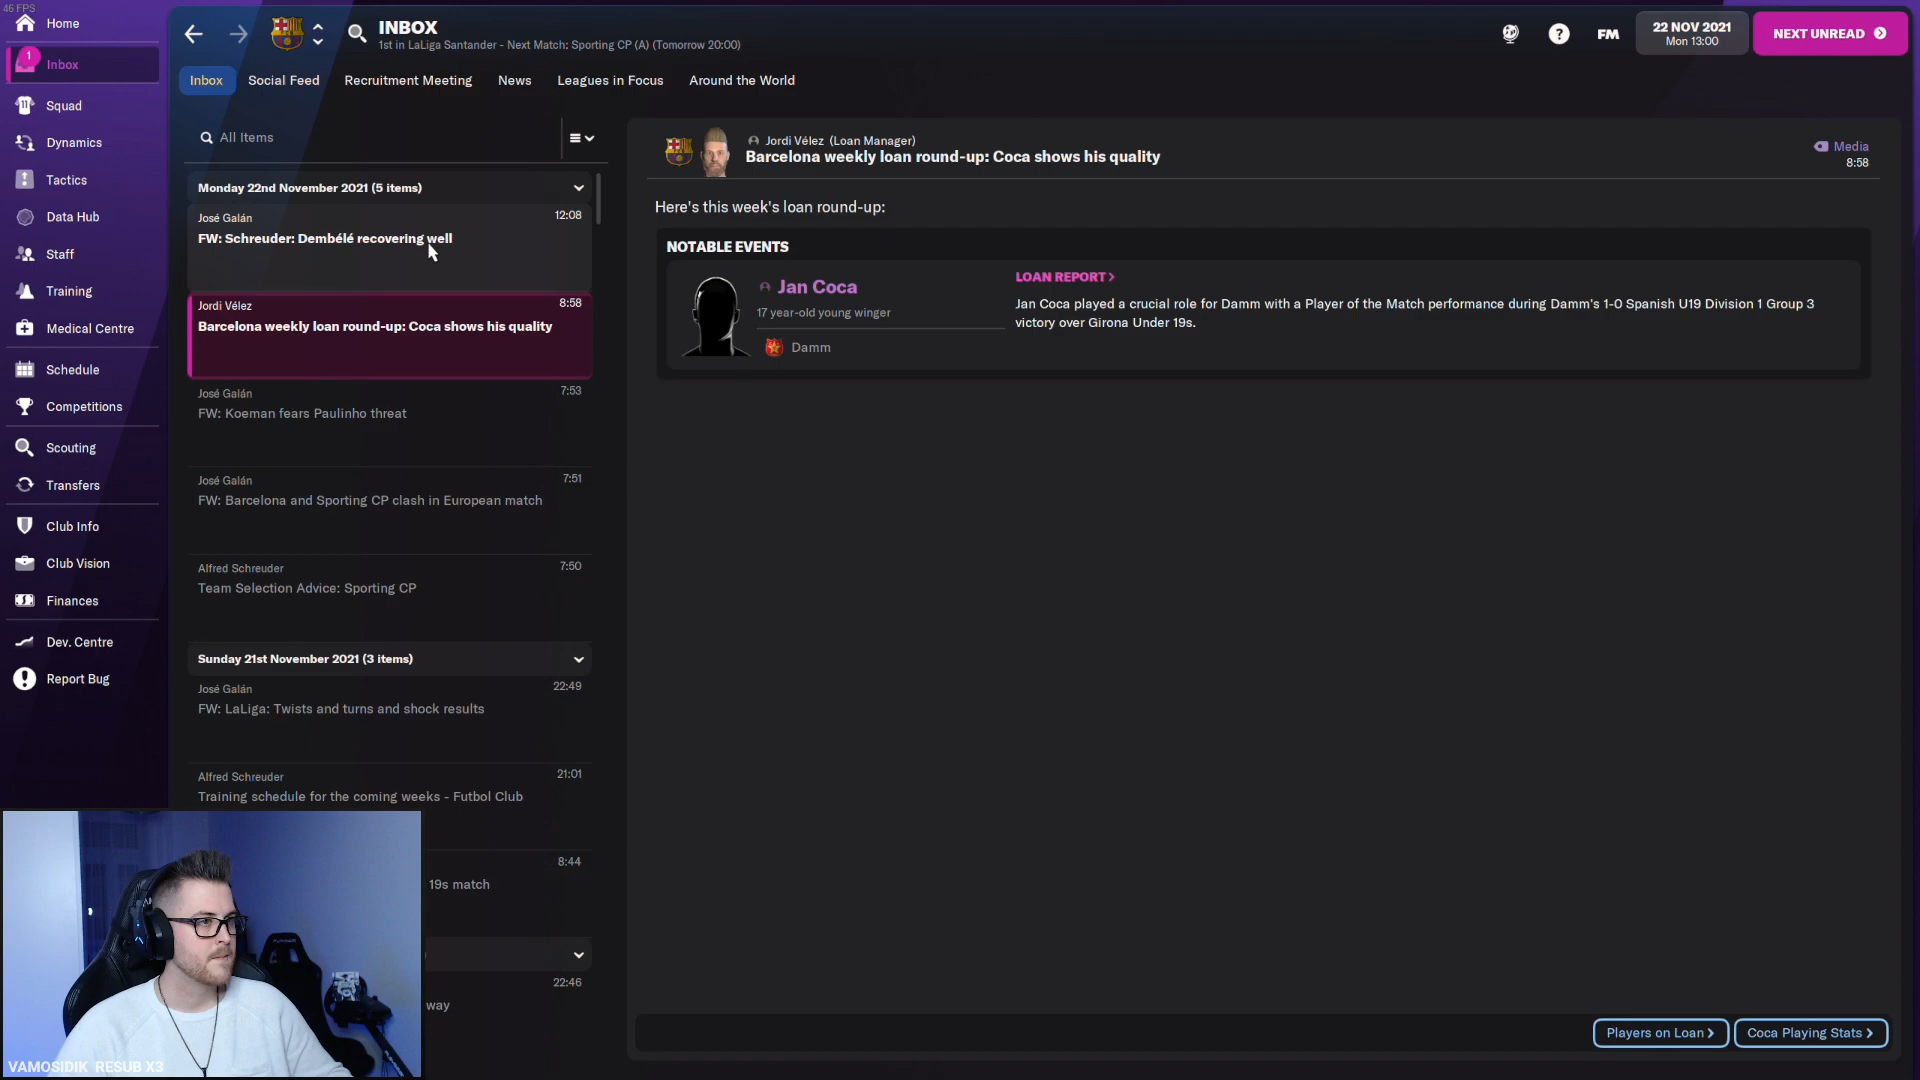 46 FPS
Home
1
Inbox
Squad
Dynamics
Tactics
Data Hub
Staff
Training
Medical Centre
Schedule
Competitions
Scouting
Transfers
Club Info
Club Vision
Finances
Dev. Centre
Report Bug
INBOX
1st in LaLiga Santander - Next Match: Sporting CP (A) (Tomorrow 20:00)
?
FM
22 NOV 2021
Mon 13:00
NEXT UNREAD
Inbox Social Feed Recruitment Meeting News Leagues in Focus Around the World
All Items
Monday 22nd November 2021 (5 items)
José Galán 12:08
FW: Schreuder: Dembélé recovering well
Jordi Vélez 8:58
Barcelona weekly loan round-up: Coca shows his quality
José Galán 7:53
FW: Koeman fears Paulinho threat
José Galán 7:51
FW: Barcelona and Sporting CP clash in European match
Alfred Schreuder 7:50
Team Selection Advice: Sporting CP
Sunday 21st November 2021 (3 items)
José Galán 22:49
FW: LaLiga: Twists and turns and shock results
Alfred Schreuder 21:01
Training schedule for the coming weeks - Futbol Club
8:44
19s match
22:46
way
Jordi Vélez (Loan Manager)
Barcelona weekly loan round-up: Coca shows his quality
Media
8:58
Here's this week's loan round-up:
NOTABLE EVENTS
Jan Coca
17 year-old young winger
Damm
LOAN REPORT >
Jan Coca played a crucial role for Damm with a Player of the Match performance during Damm's 1-0 Spanish U19 Division 1 Group 3
victory over Girona Under 19s.
Players on Loan >
Coca Playing Stats >
VAMOSIDIK RESUB X3